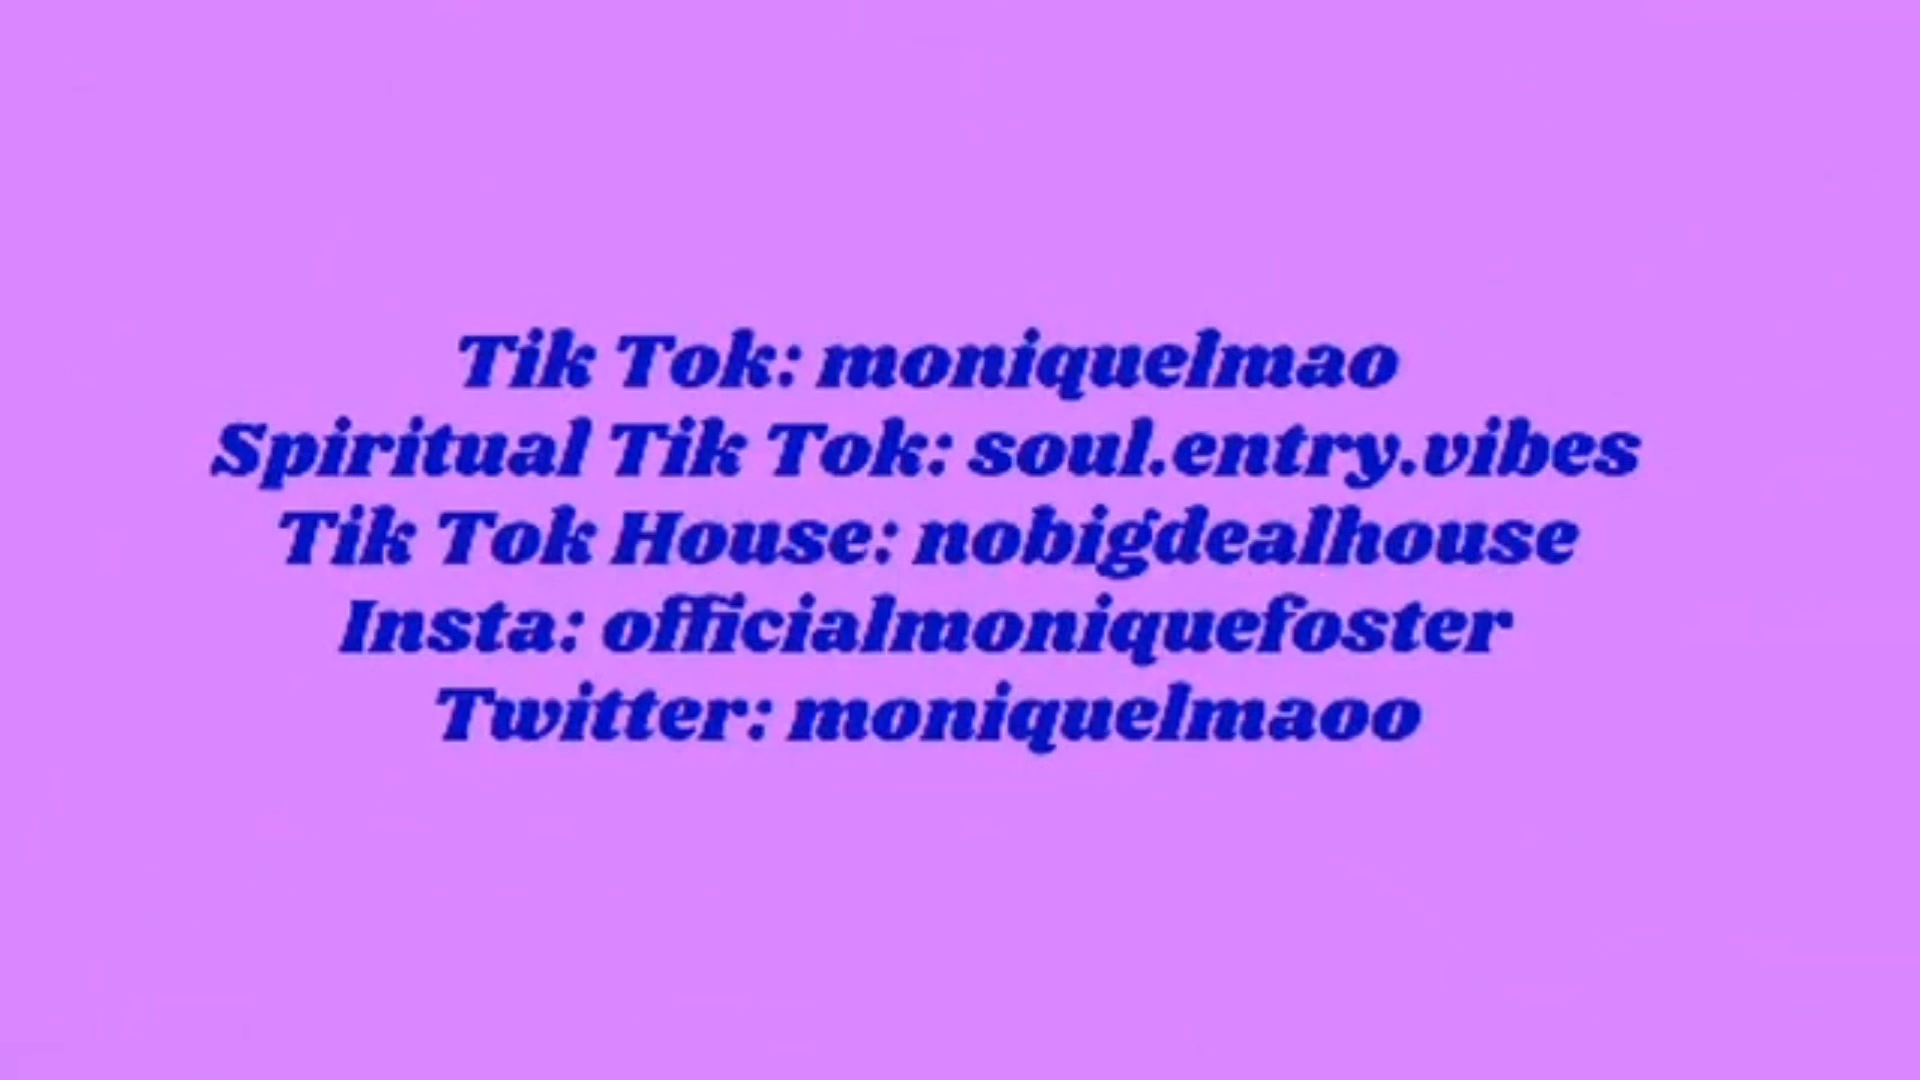 Tik Tok: moniquelmao
Spiritual Tik Tok: soul.entry.vibes
Tik Tok House: nobigdealhouse
Insta: officialmoniquefoster
Twitter: moniquelmaoo